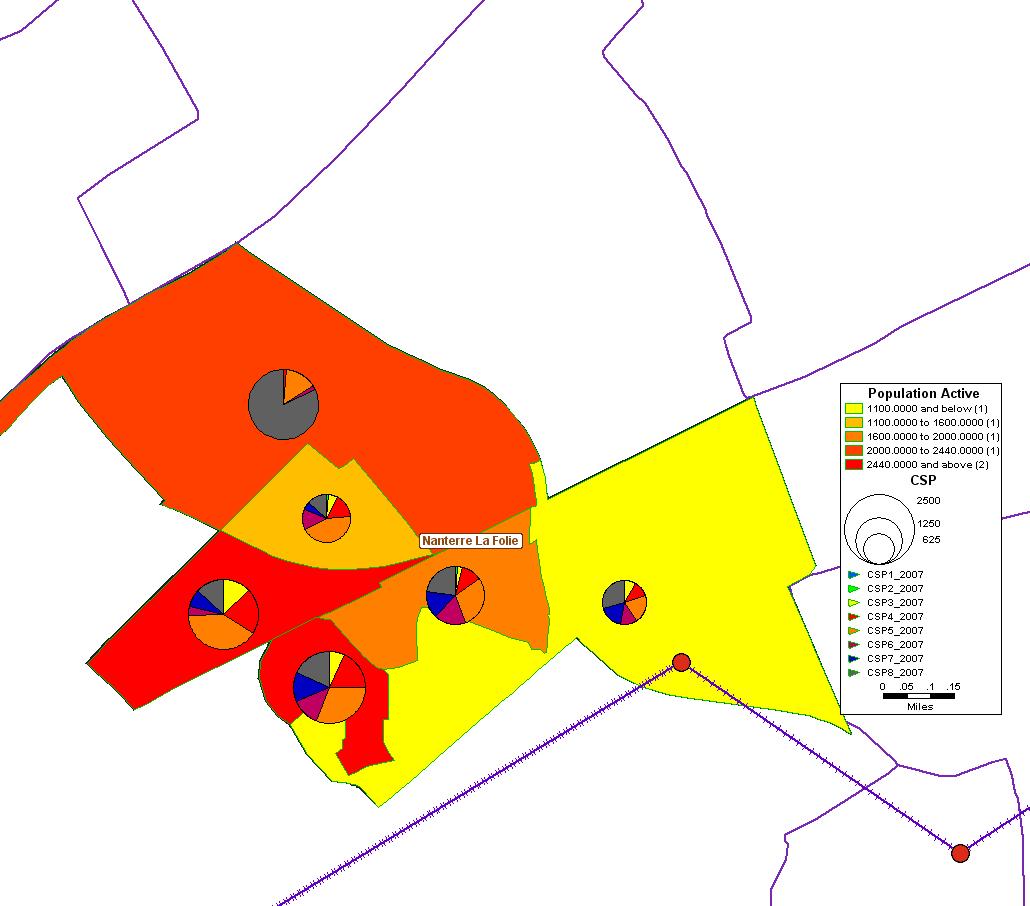 Nanterre La Folie
Population Active
1100.0000 and below (1)
1100.0000 to 1600.0000 (1)
1600.0000 to 2000.0000 (1)
2000.0000 to 2440.0000 (1)
2440.0000 and above (2)
CSP
2500
1250
625
CSP1_2007
CSP2_2007
CSP3_2007
CSP4_2007
CSP5_2007
CSP6_2007
CSP7_2007
CSP8_2007
0 .05 .1 .15
Miles